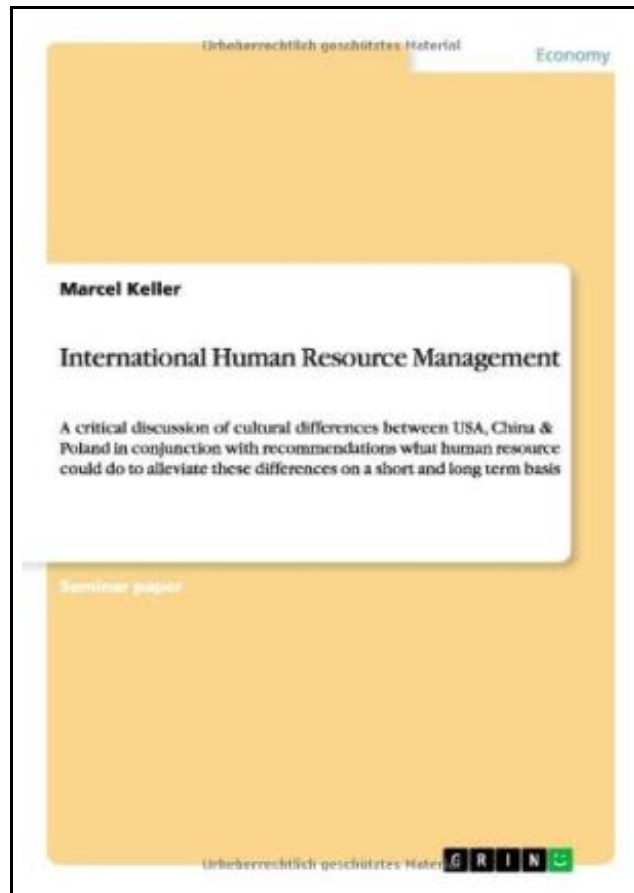 Urheberrechtlich geschütztes Material
Economy
Marcel Keller
International Human Resource Management
A critical discussion of cultural differences between USA, China &
Poland in conjunction with recommendations what human resource
could do to alleviate these differences on a short and long term basis
Seminar paper
Urheberrechtlich geschütztes Mater
GRIN